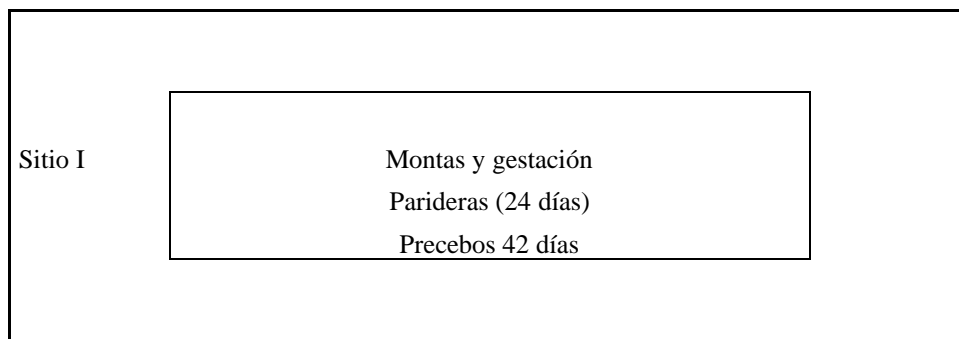 Sitio I
Montas y gestación
Parideras (24 días)
Precebos 42 días